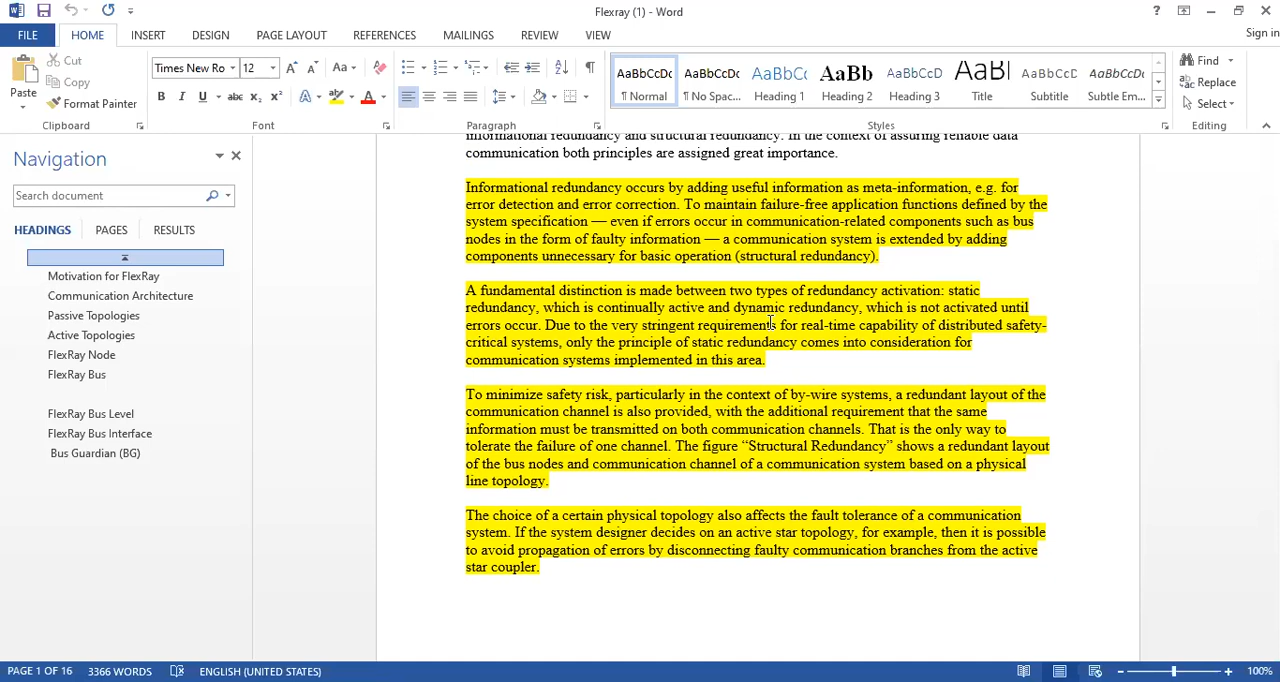 Flexray (1) - Word
FILE HOME INSERT DESIGN PAGE LAYOUT REFERENCES MAILINGS REVIEW VIEW Sign in
Paste
Cut
Copy
Format Painter
Clipboard
Times New Ro 12
Font
Paragraph
AaBbCcDc AaBbCcDc AaBbCc AaBb AaBbCcD AaBl AaBbCcD AaBbCcDc
¶ Normal ¶ No Spac... Heading 1 Heading 2 Heading 3 Title Subtitle Subtle Em...
Styles
Find
Replace
Select
Editing
Navigation
Search document
HEADINGS PAGES RESULTS
Motivation for FlexRay
Communication Architecture
Passive Topologies
Active Topologies
FlexRay Node
FlexRay Bus
FlexRay Bus Level
FlexRay Bus Interface
Bus Guardian (BG)
informational redundancy and structural redundancy. In the context of assuring reliable data
communication both principles are assigned great importance.
Informational redundancy occurs by adding useful information as meta-information, e.g. for
error detection and error correction. To maintain failure-free application functions defined by the
system specification — even if errors occur in communication-related components such as bus
nodes in the form of faulty information — a communication system is extended by adding
components unnecessary for basic operation (structural redundancy).
A fundamental distinction is made between two types of redundancy activation: static
redundancy, which is continually active and dynamic redundancy, which is not activated until
errors occur. Due to the very stringent requirements for real-time capability of distributed safety-
critical systems, only the principle of static redundancy comes into consideration for
communication systems implemented in this area.
To minimize safety risk, particularly in the context of by-wire systems, a redundant layout of the
communication channel is also provided, with the additional requirement that the same
information must be transmitted on both communication channels. That is the only way to
tolerate the failure of one channel. The figure “Structural Redundancy” shows a redundant layout
of the bus nodes and communication channel of a communication system based on a physical
line topology.
The choice of a certain physical topology also affects the fault tolerance of a communication
system. If the system designer decides on an active star topology, for example, then it is possible
to avoid propagation of errors by disconnecting faulty communication branches from the active
star coupler.
PAGE 1 OF 16 3366 WORDS ENGLISH (UNITED STATES) 100%